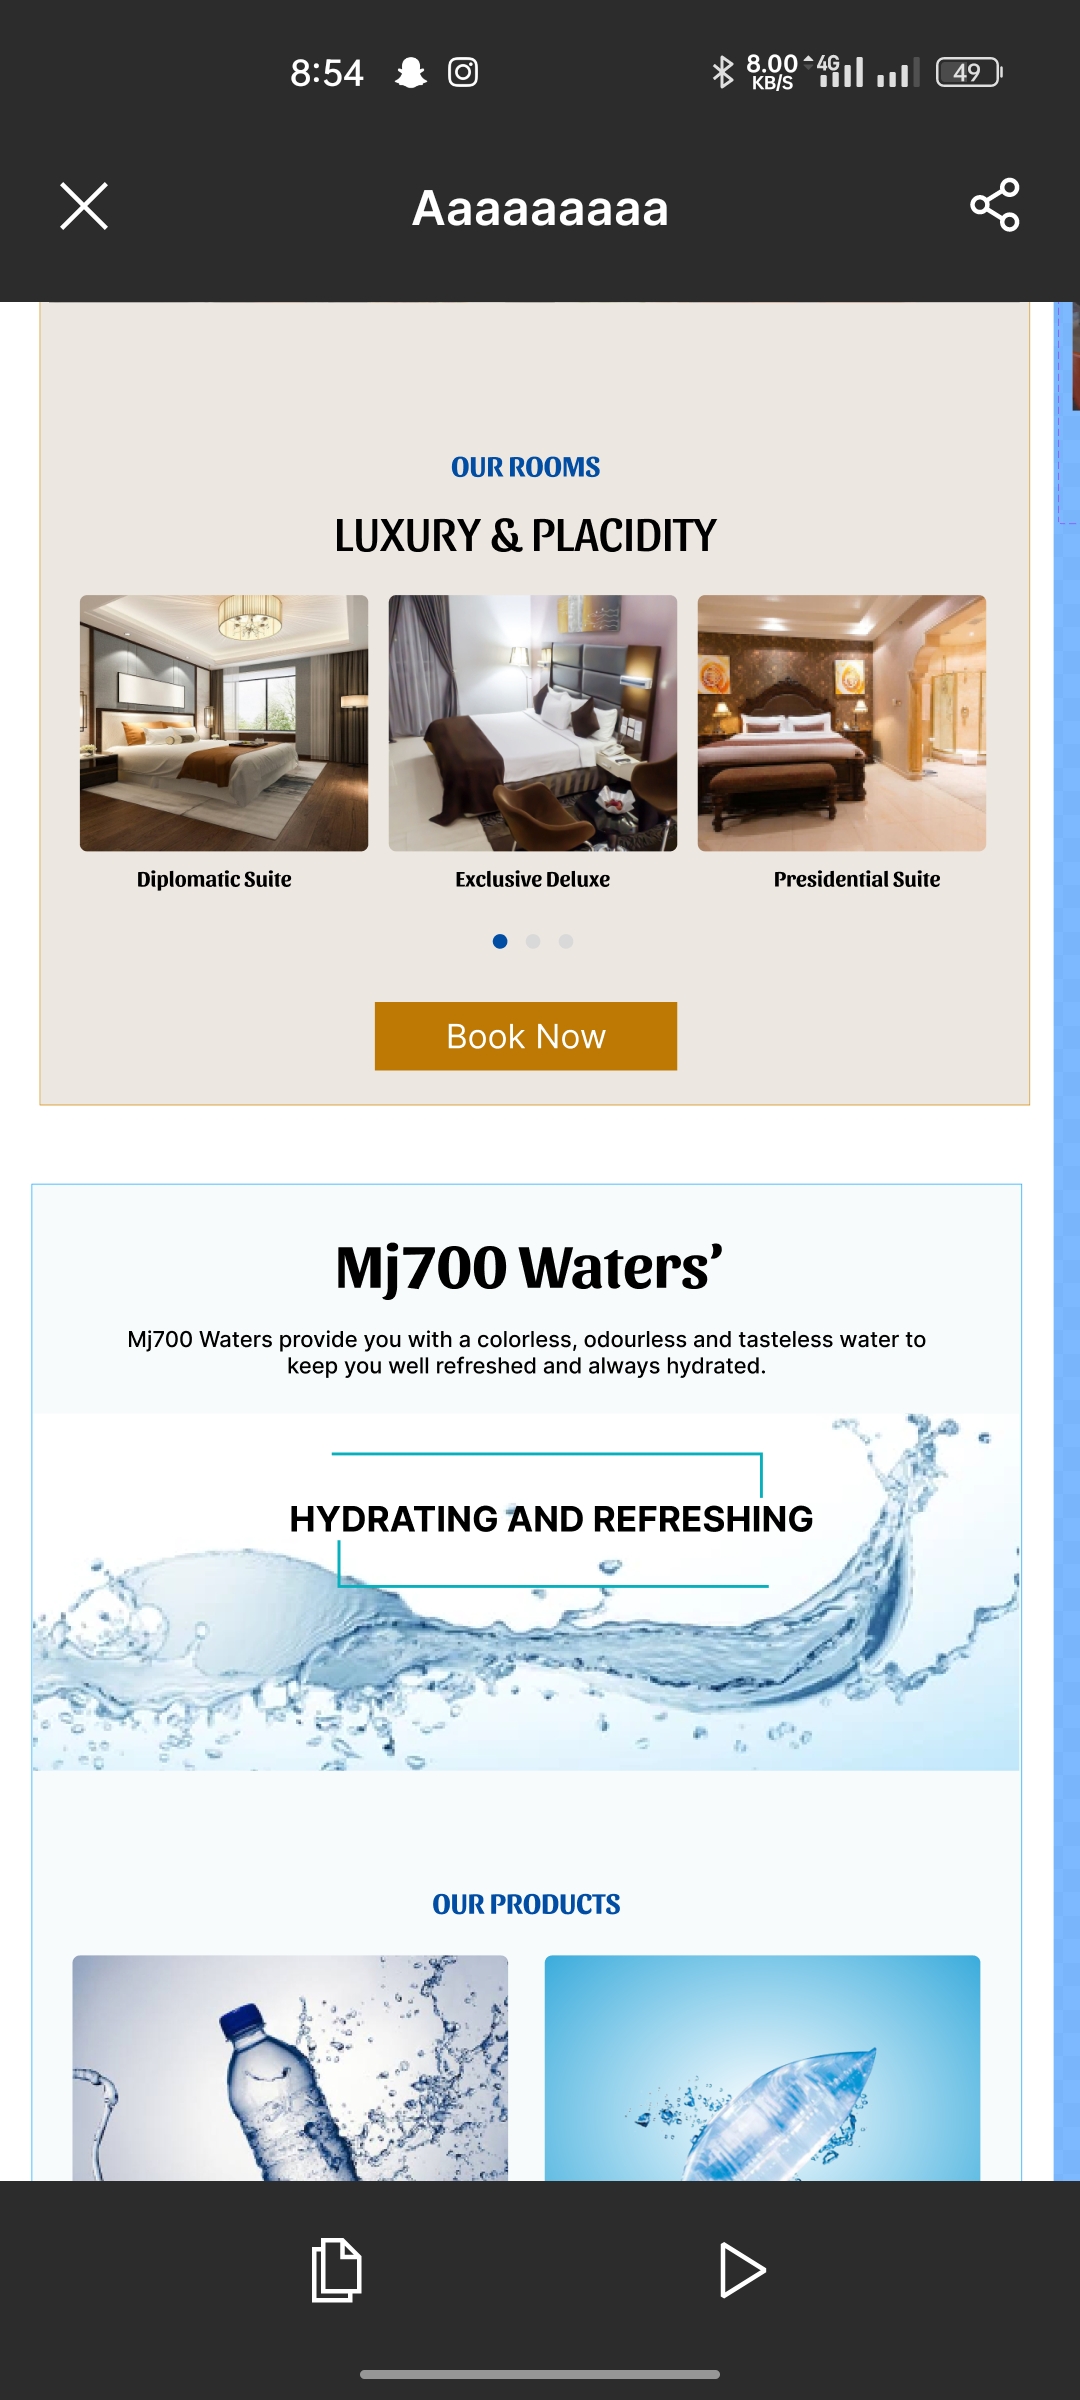 8:54
8.00
KB/S
4G
49
Aaaaaaaaa
OUR ROOMS
LUXURY & PLACIDITY
Diplomatic Suite
Exclusive Deluxe
Presidential Suite
Book Now
Mj700 Waters’
Mj700 Waters provide you with a colorless, odourless and tasteless water to
keep you well refreshed and always hydrated.
HYDRATING AND REFRESHING
OUR PRODUCTS